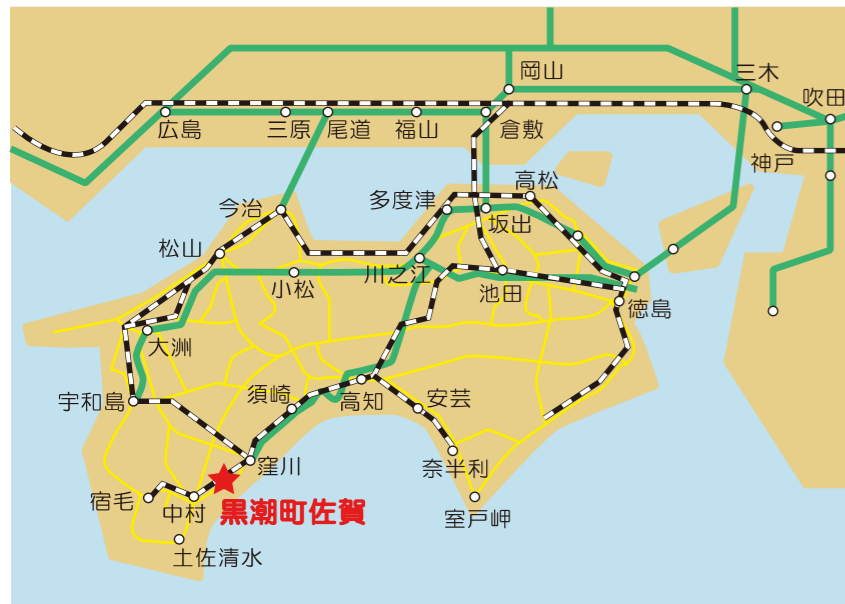 岡山
三木
吹田
広島
三原
尾道
福山
倉敷
神戸
今治
多度津
高松
坂出
松山
小松
川之江
池田
徳島
大洲
宇和島
須崎
高知
安芸
窪川
奈半利
宿毛
中村
黒潮町佐賀
室戸岬
土佐清水